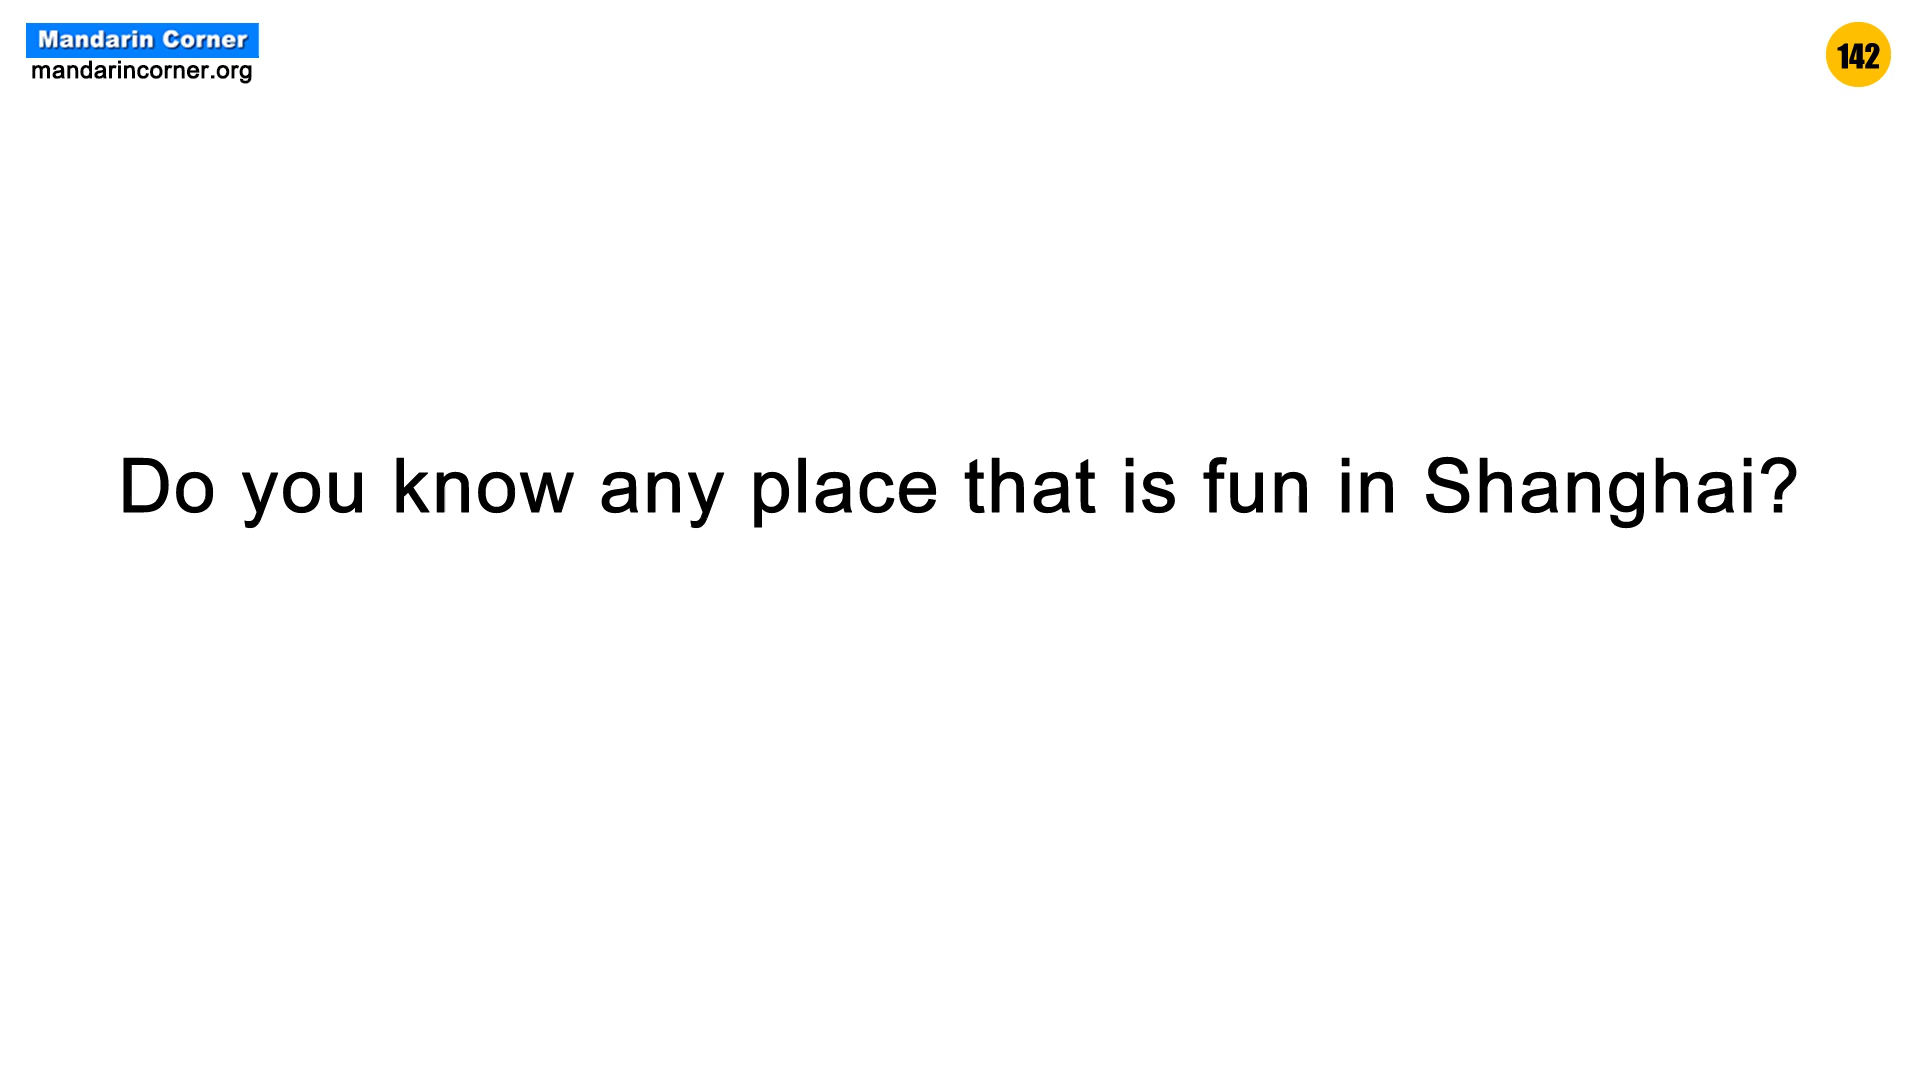 Mandarin Corner
mandarincorner.org
142
Do you know any place that is fun in Shanghai?